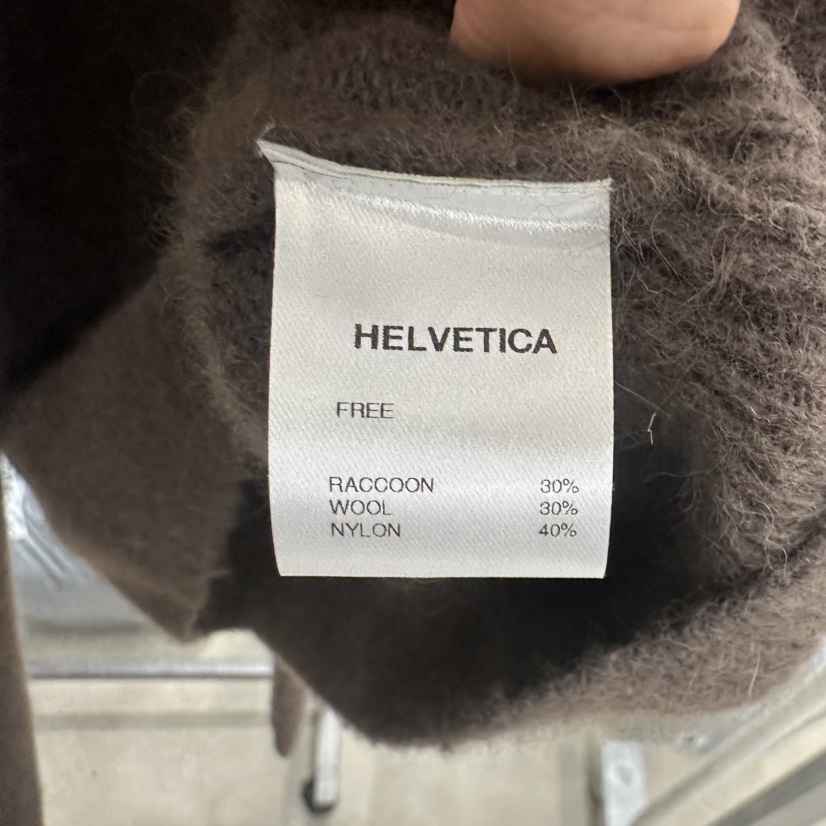 HELVETICA
FREE
RACCOON 30%
WOOL 30%
NYLON 40%